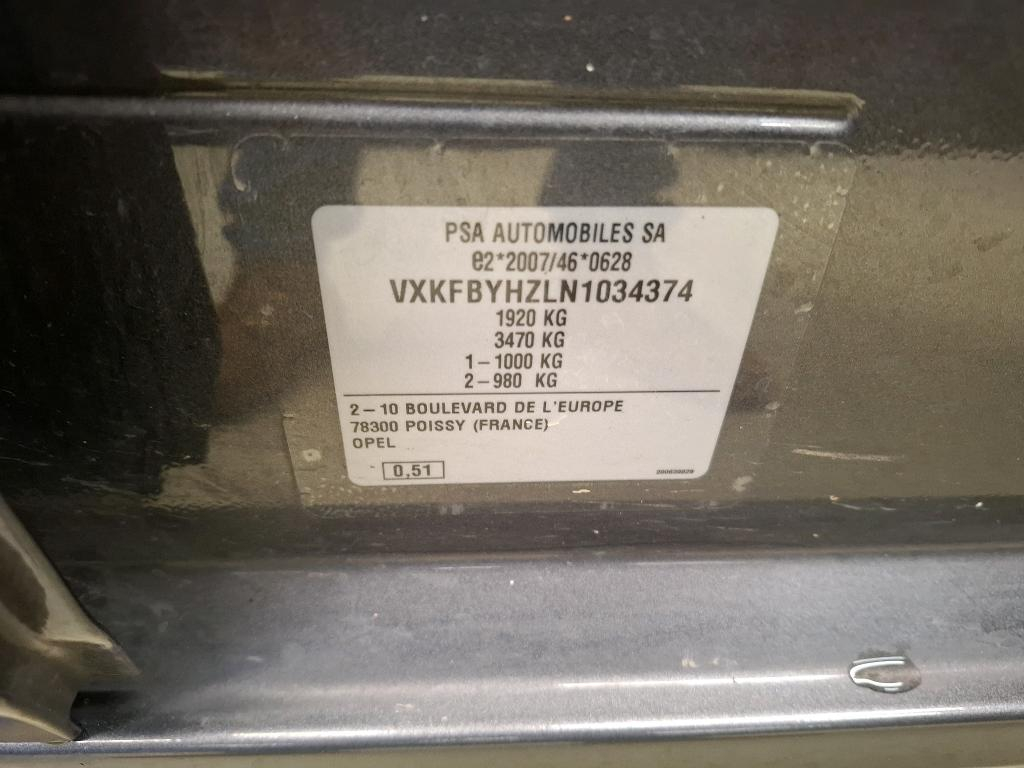 PSA AUTOMOBILES SA
e2*2007/46*0628
VXKFBYHZLN1034374
1920 KG
3470 KG
1-1000 KG
2-980 KG
2-10 BOULEVARD DE L'EUROPE
78300 POISSY (FRANCE)
OPEL
0,51